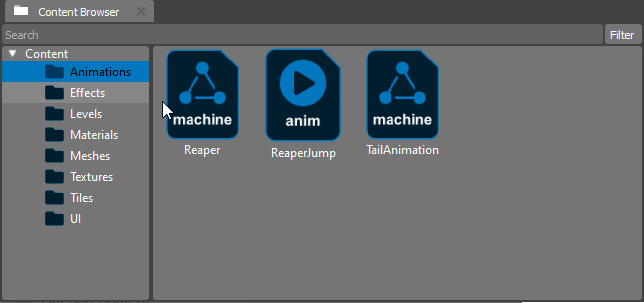 Content Browser
Search
Filter
Content
Animations
Effects
Levels
Materials
Meshes
Textures
Tiles
UI
machine
anim
machine
Reaper
ReaperJump
TailAnimation